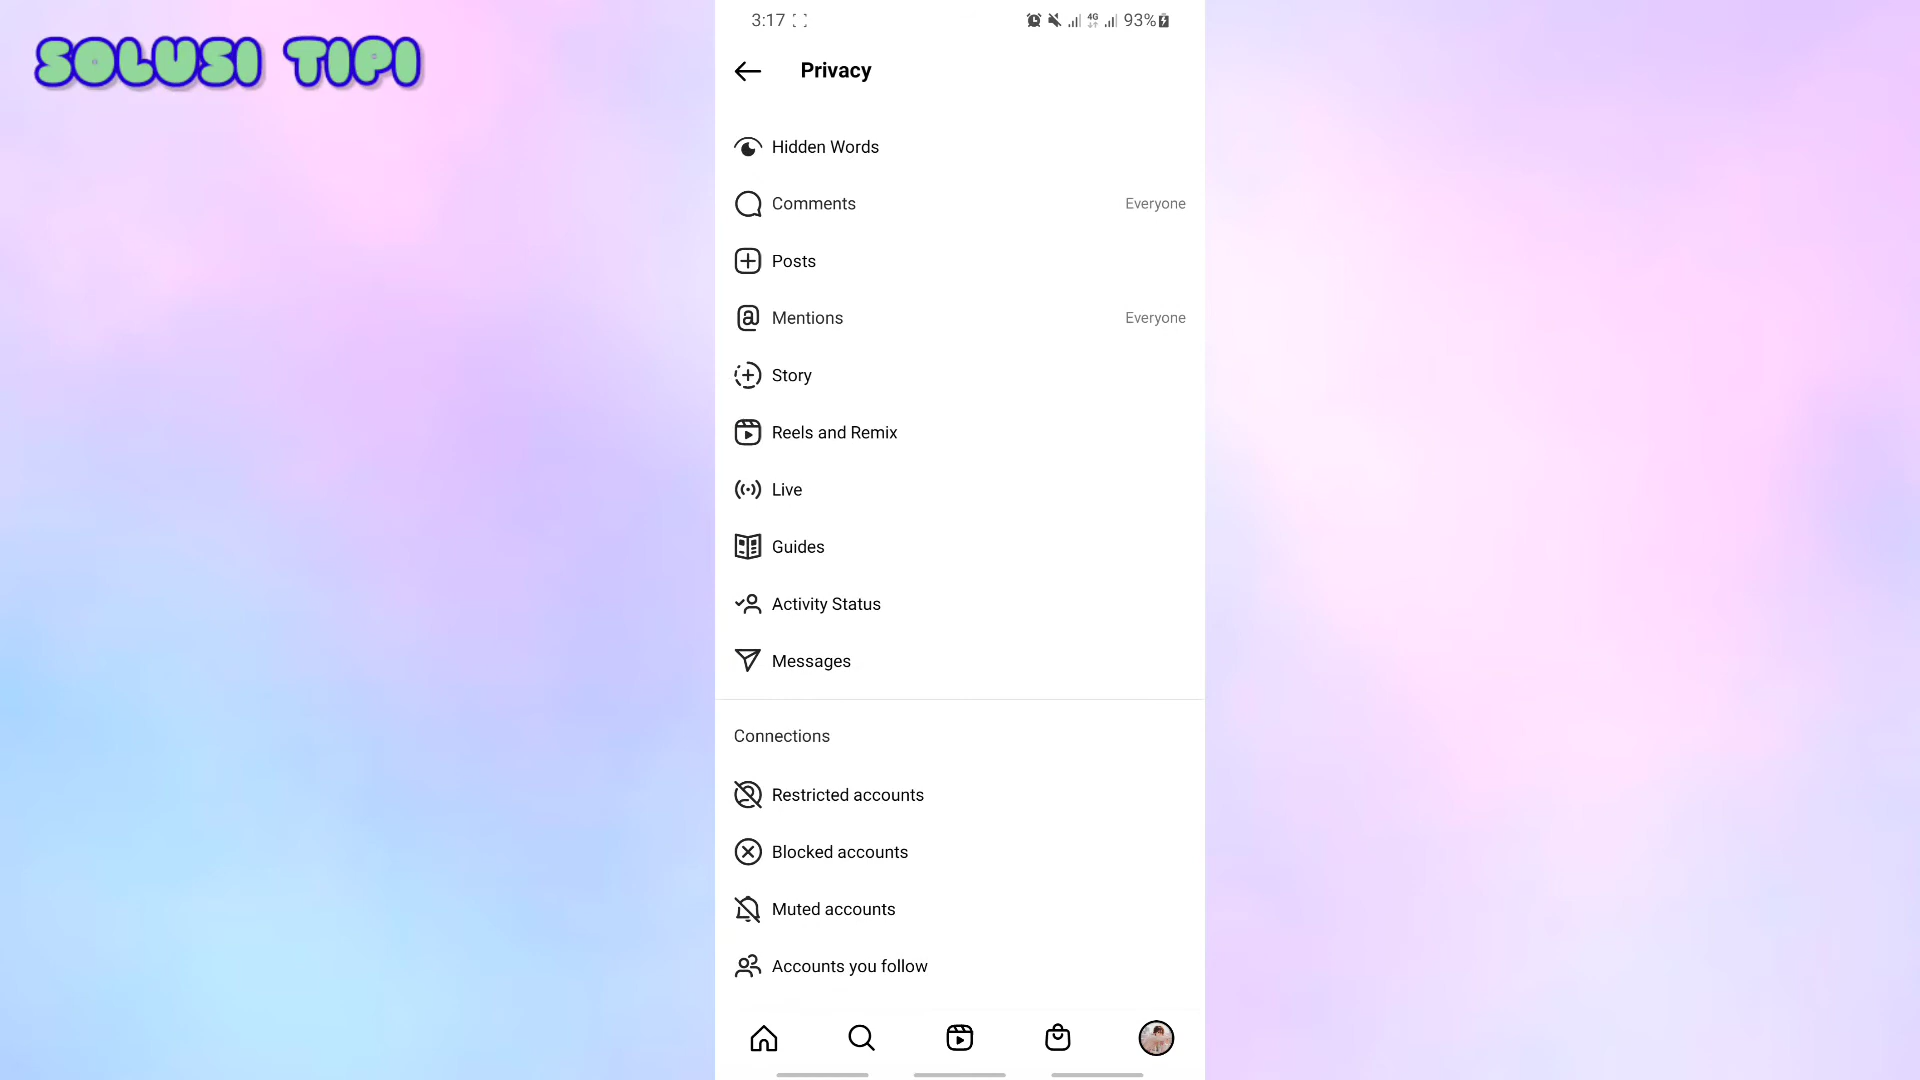 SOLUSI TIPI
3:17
4G
93%
Privacy
Hidden Words
Comments
Everyone
Posts
Mentions
Everyone
Story
Reels and Remix
Live
Guides
Activity Status
Messages
Connections
Restricted accounts
Blocked accounts
Muted accounts
Accounts you follow